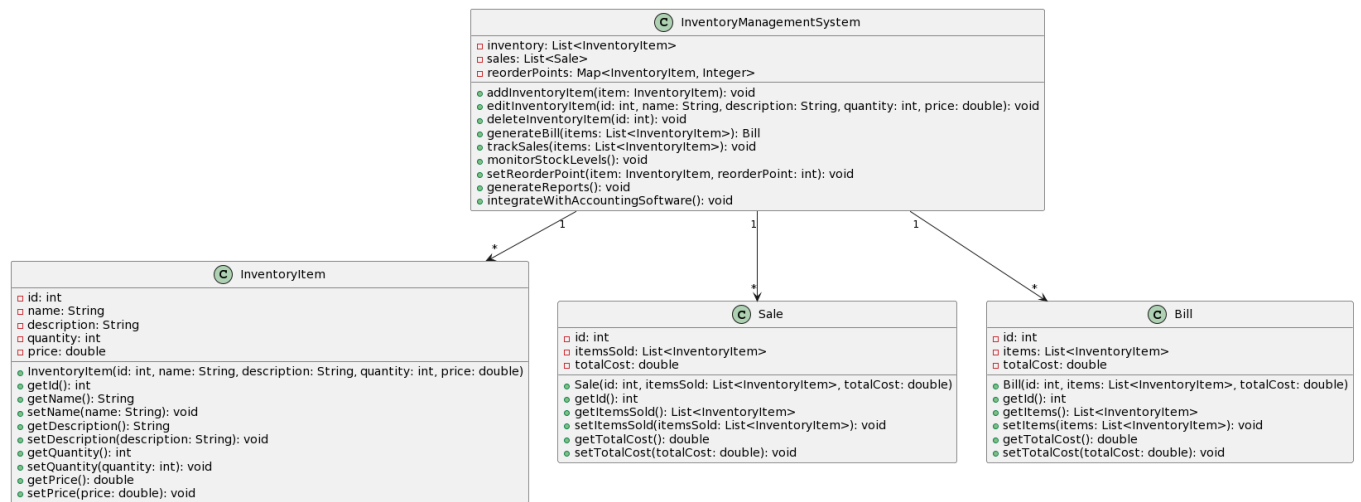 C InventoryManagementSystem
inventory: List<InventoryItem>
sales: List<Sale>
reorderPoints: Map<InventoryItem, Integer>
addInventoryItem(item: InventoryItem): void
editInventoryItem(id: int, name: String, description: String, quantity: int, price: double): void
deleteInventoryItem(id: int): void
generateBill(items: List<InventoryItem>): Bill
trackSales(items: List<InventoryItem>): void
monitorStockLevels(): void
setReorderPoint(item: InventoryItem, reorderPoint: int): void
generateReports(): void
integrateWithAccountingSoftware(): void
1
1
1
*
*
*
C InventoryItem
id: int
name: String
description: String
quantity: int
price: double
InventoryItem(id: int, name: String, description: String, quantity: int, price: double)
getId(): int
getName(): String
setName(name: String): void
getDescription(): String
setDescription(description: String): void
getQuantity(): int
setQuantity(quantity: int): void
getPrice(): double
setPrice(price: double): void
C Sale
id: int
itemsSold: List<InventoryItem>
totalCost: double
Sale(id: int, itemsSold: List<InventoryItem>, totalCost: double)
getId(): int
getItemsSold(): List<InventoryItem>
setItemsSold(itemsSold: List<InventoryItem>): void
getTotalCost(): double
setTotalCost(totalCost: double): void
C Bill
id: int
items: List<InventoryItem>
totalCost: double
Bill(id: int, items: List<InventoryItem>, totalCost: double)
getId(): int
getItems(): List<InventoryItem>
setItems(items: List<InventoryItem>): void
getTotalCost(): double
setTotalCost(totalCost: double): void